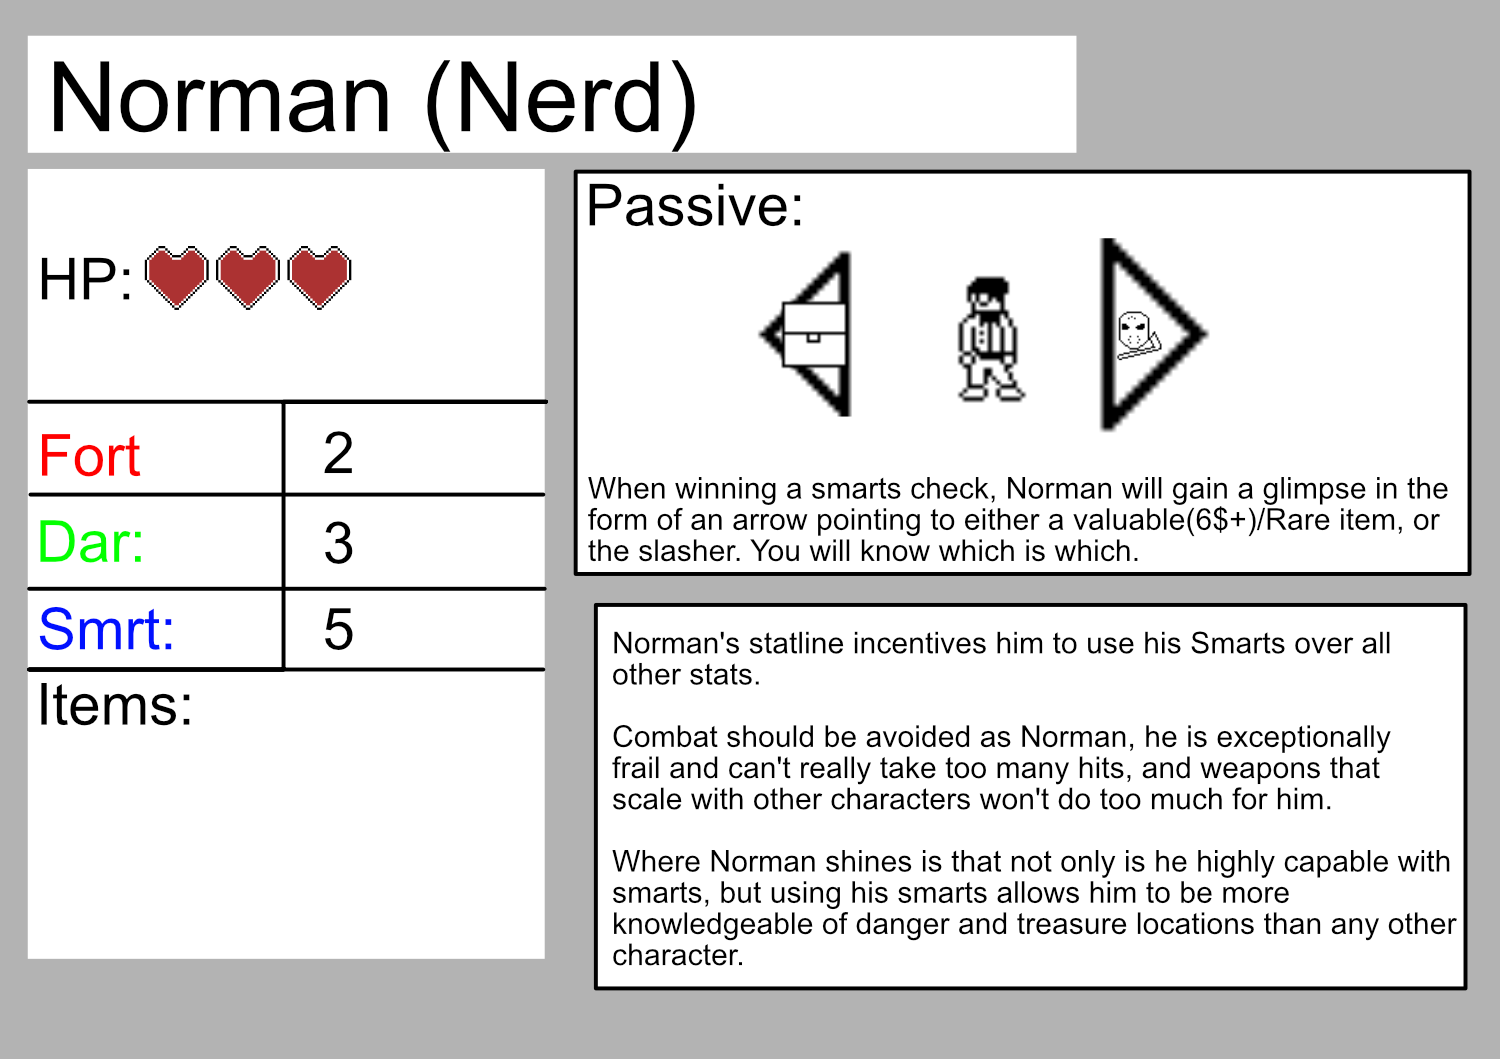 Norman (Nerd)
HP:
Fort
2
Dar:
3
Smrt:
5
Items:
Passive:
When winning a smarts check, Norman will gain a glimpse in the
form of an arrow pointing to either a valuable(6$+)/Rare item, or
the slasher. You will know which is which.
Norman's statline incentives him to use his Smarts over all
other stats.
Combat should be avoided as Norman, he is exceptionally
frail and can't really take too many hits, and weapons that
scale with other characters won't do too much for him.
Where Norman shines is that not only is he highly capable with
smarts, but using his smarts allows him to be more
knowledgeable of danger and treasure locations than any other
character.